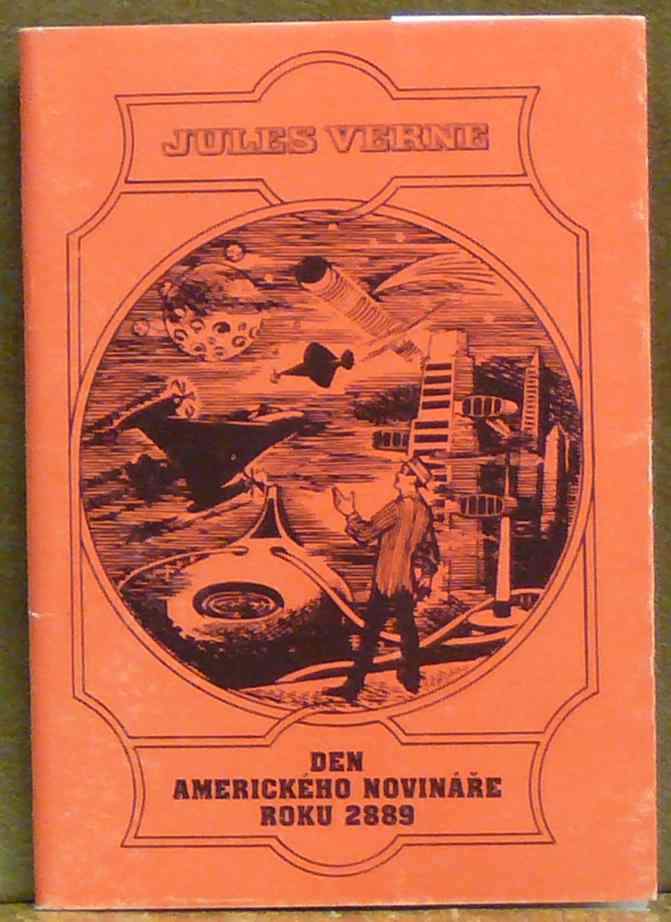 JULES VERNE
DEN
AMERICKÉHO NOVINÁŘE
ROKU 2889